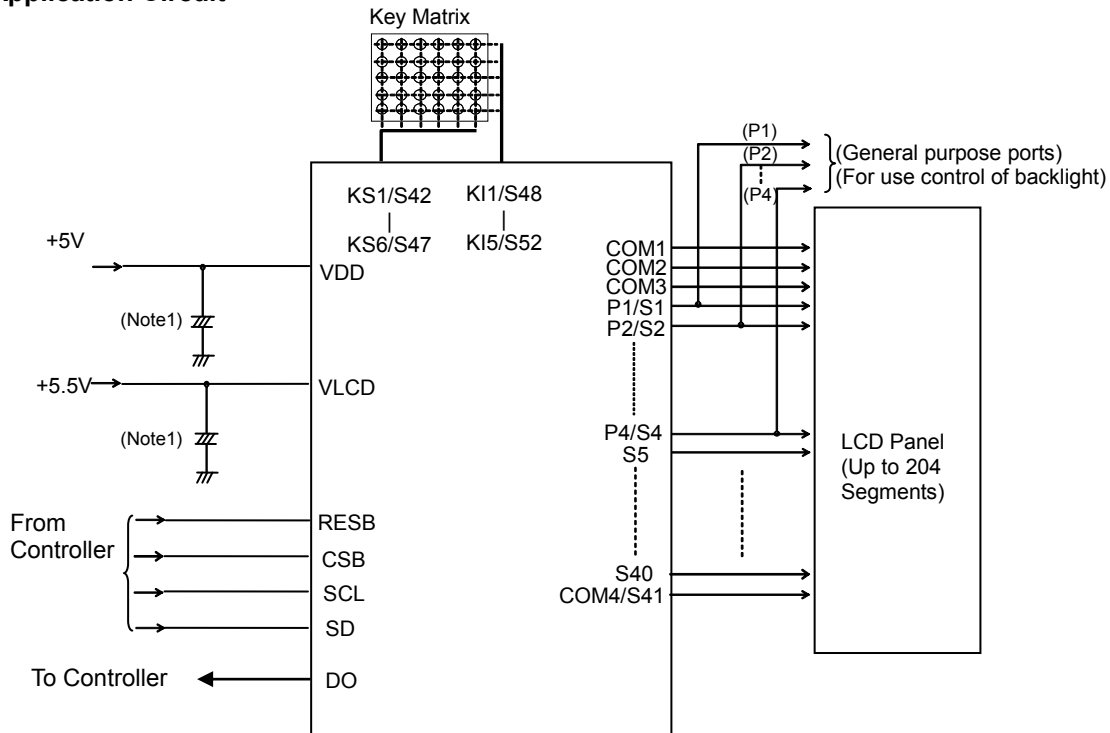 Application Circuit
Key Matrix
(P1)
(P2)
(P4)
(General purpose ports)
(For use control of backlight)
KS1/S42
KS6/S47
KI1/S48
KI5/S52
+5V
VDD
(Note1)
+5.5V
VLCD
(Note1)
From
Controller
RESB
CSB
SCL
SD
To Controller
DO
COM1
COM2
COM3
P1/S1
P2/S2
P4/S4
S5
S40
COM4/S41
LCD Panel
(Up to 204
Segments)